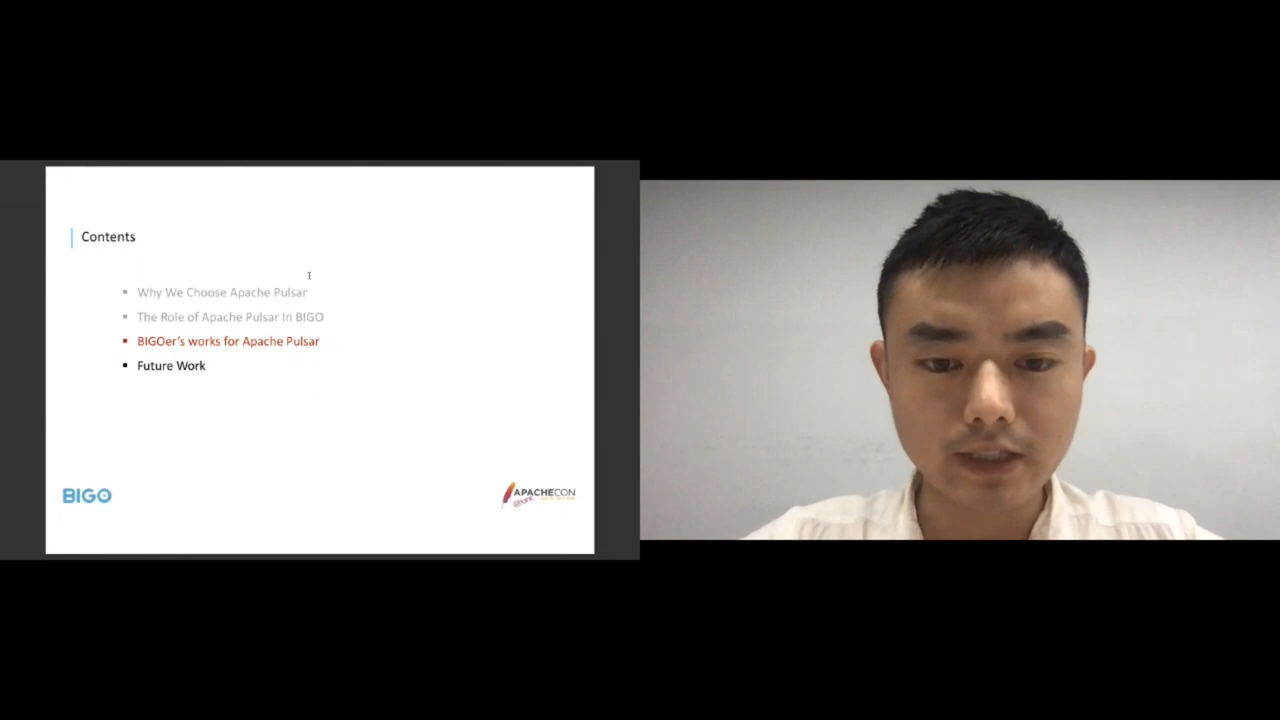 Contents
Why We Choose Apache Pulsar
The Role of Apache Pulsar In BIGO
BIGOer's works for Apache Pulsar
Future Work
BIGO
APACHECON